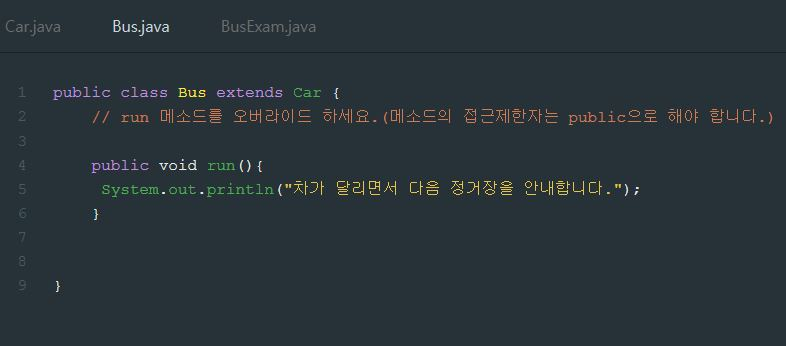 Car.java Bus.java BusExam.java
1 public class Bus extends Car {
2 // run 메소드를 오버라이드 하세요.(메소드의 접근제한자는 public으로 해야 합니다.)
3
4 public void run(){
5 System.out.println("차가 달리면서 다음 정거장을 안내합니다.");
6 }
7
8
9 }